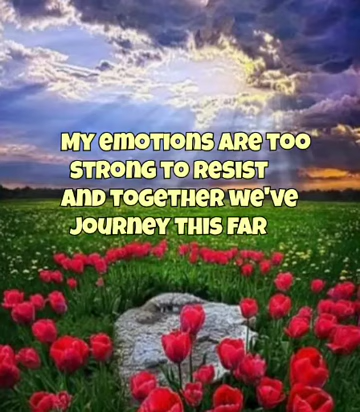 My emotions are too
strong to resist
and together we've
journey this far